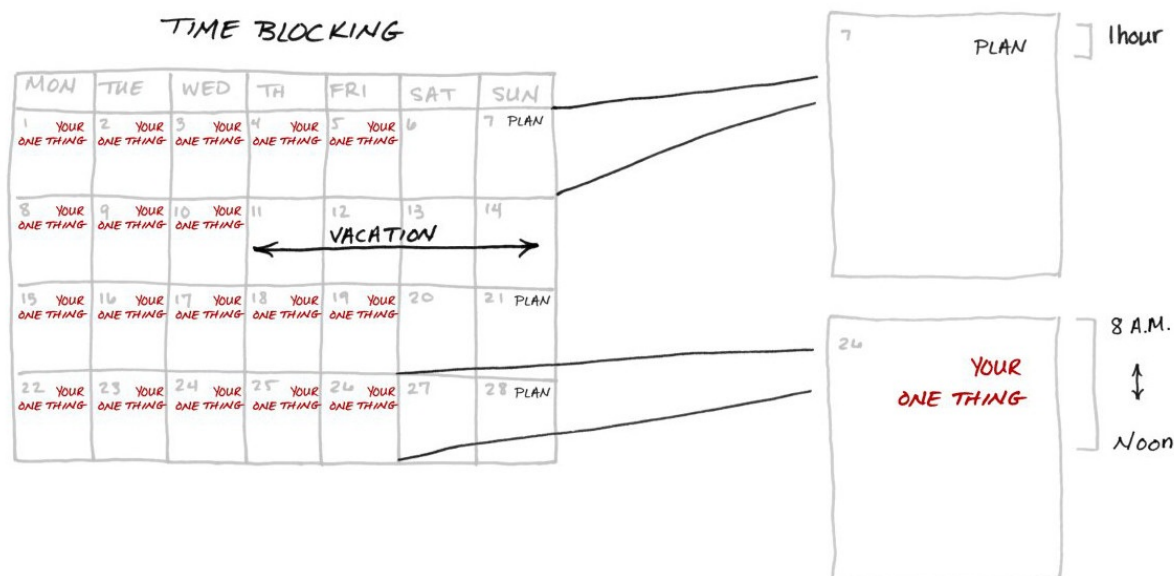 TIME BLOCKING
MON TUE WED TH FRI SAT SUN
1 YOUR 2 YOUR 3 YOUR 4 YOUR 5 YOUR 6 7 PLAN
ONE THING ONE THING ONE THING ONE THING ONE THING
8 YOUR 9 YOUR 10 YOUR 11 12 13 14
ONE THING ONE THING ONE THING
VACATION
15 YOUR 16 YOUR 17 YOUR 18 YOUR 19 YOUR 20 21 PLAN
ONE THING ONE THING ONE THING ONE THING ONE THING
22 YOUR 23 YOUR 24 YOUR 25 YOUR 26 YOUR 27 28 PLAN
ONE THING ONE THING ONE THING ONE THING ONE THING
7 PLAN 1 hour
26
YOUR
ONE THING
8 A.M.
Noon